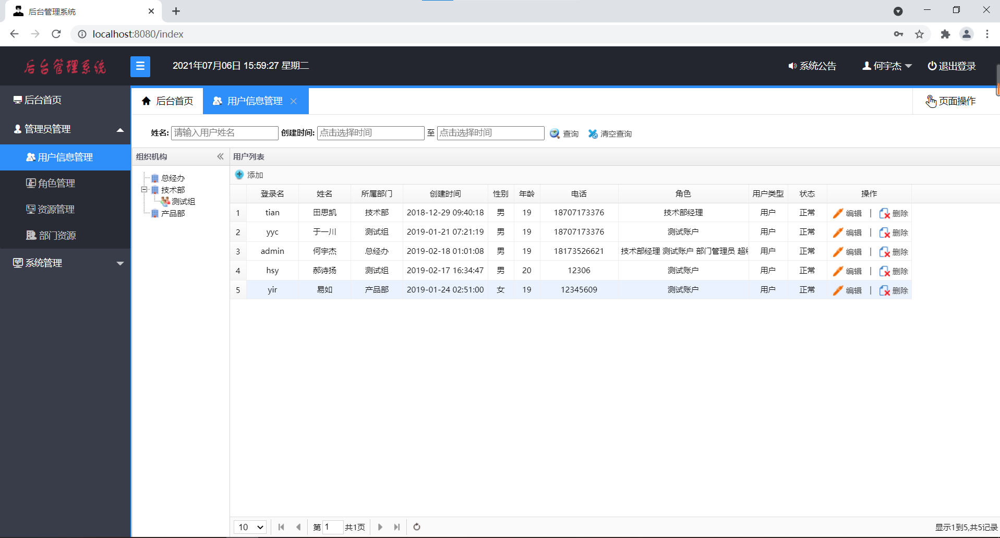 后台管理系统
localhost:8080/index
后台管理系统
2021年07月06日 15:59:27 星期二
系统公告
何宇杰
退出登录
后台首页
管理员管理
用户信息管理
角色管理
资源管理
部门资源
系统管理
后台首页
用户信息管理
页面操作
姓名: 请输入用户姓名 创建时间: 点击选择时间 至 点击选择时间 查询 清空查询
组织机构
总经办
技术部
测试组
产品部
用户列表
添加
登录名 姓名 所属部门 创建时间 性别 年龄 电话 角色 用户类型 状态 操作
1 tian 田思凯 技术部 2018-12-29 09:40:18 男 19 18707173376 技术部经理 用户 正常 编辑 | 删除
2 yyc 于一川 测试组 2019-01-21 07:21:19 男 19 18707173376 测试账户 用户 正常 编辑 | 删除
3 admin 何宇杰 总经办 2019-02-18 01:01:08 男 19 18173526621 技术部经理 测试账户 部门管理员 超 用户 正常 编辑 | 删除
4 hsy 郝诗扬 测试组 2019-02-17 16:34:47 男 20 12306 测试账户 用户 正常 编辑 | 删除
5 yir 易如 产品部 2019-01-24 02:51:00 女 19 12345609 测试账户 用户 正常 编辑 | 删除
10 第 1 共1页
显示1到5,共5记录